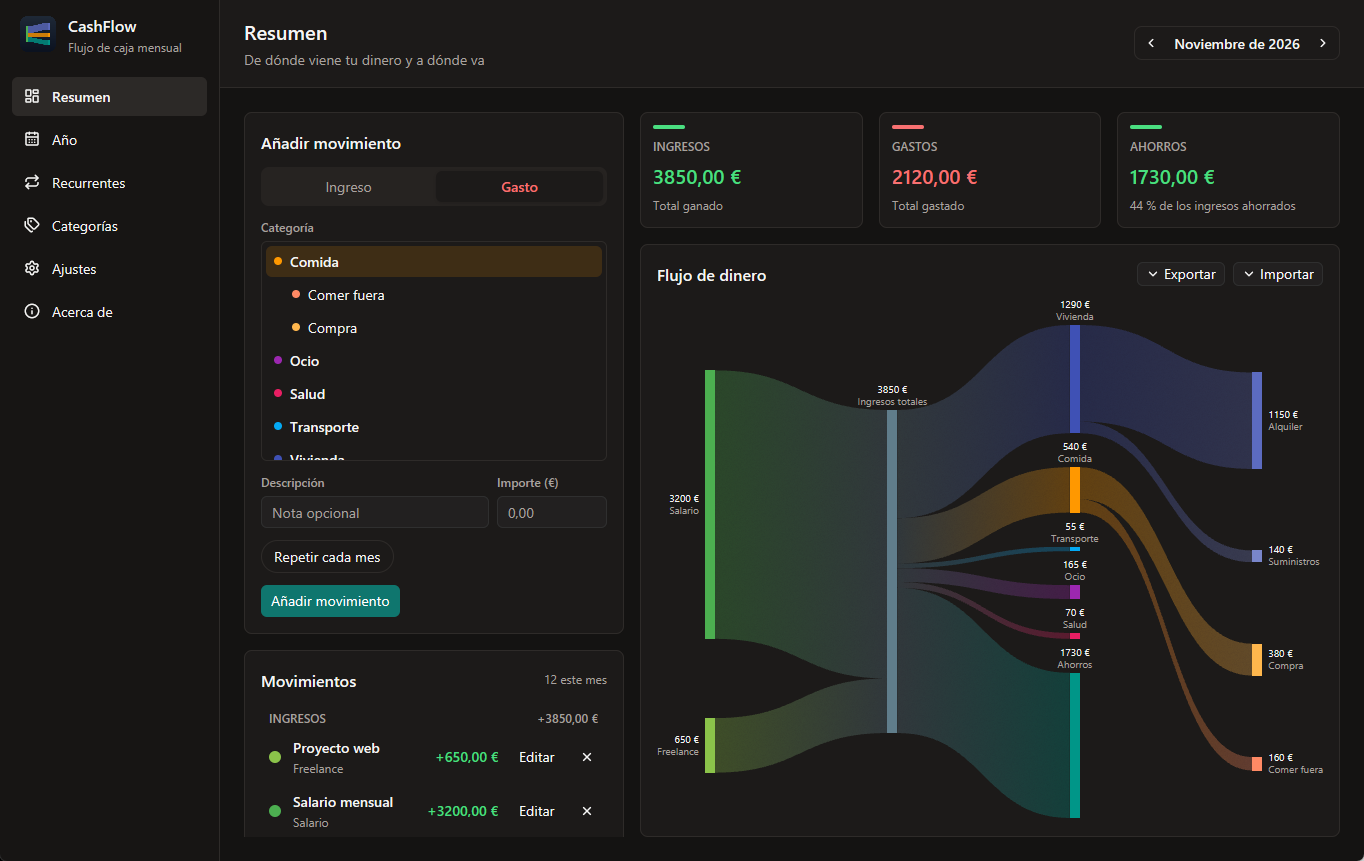 CashFlow
Flujo de caja mensual
Resumen
Año
Recurrentes
Categorías
Ajustes
Acerca de
Resumen
De dónde viene tu dinero y a dónde va
Noviembre de 2026
Añadir movimiento
Ingreso
Gasto
Categoría
Comida
Comer fuera
Compra
Ocio
Salud
Transporte
Vivienda
Descripción
Importe (€)
Nota opcional
0,00
Repetir cada mes
Añadir movimiento
Movimientos
12 este mes
INGRESOS
+3850,00 €
Proyecto web
Freelance
+650,00 €
Editar
Salario mensual
Salario
+3200,00 €
Editar
INGRESOS
3850,00 €
Total ganado
GASTOS
2120,00 €
Total gastado
AHORROS
1730,00 €
44 % de los ingresos ahorrados
Flujo de dinero
Exportar
Importar
3200 €
Salario
650 €
Freelance
3850 €
Ingresos totales
1290 €
Vivienda
540 €
Comida
55 €
Transporte
165 €
Ocio
70 €
Salud
1730 €
Ahorros
1150 €
Alquiler
140 €
Suministros
380 €
Compra
160 €
Comer fuera